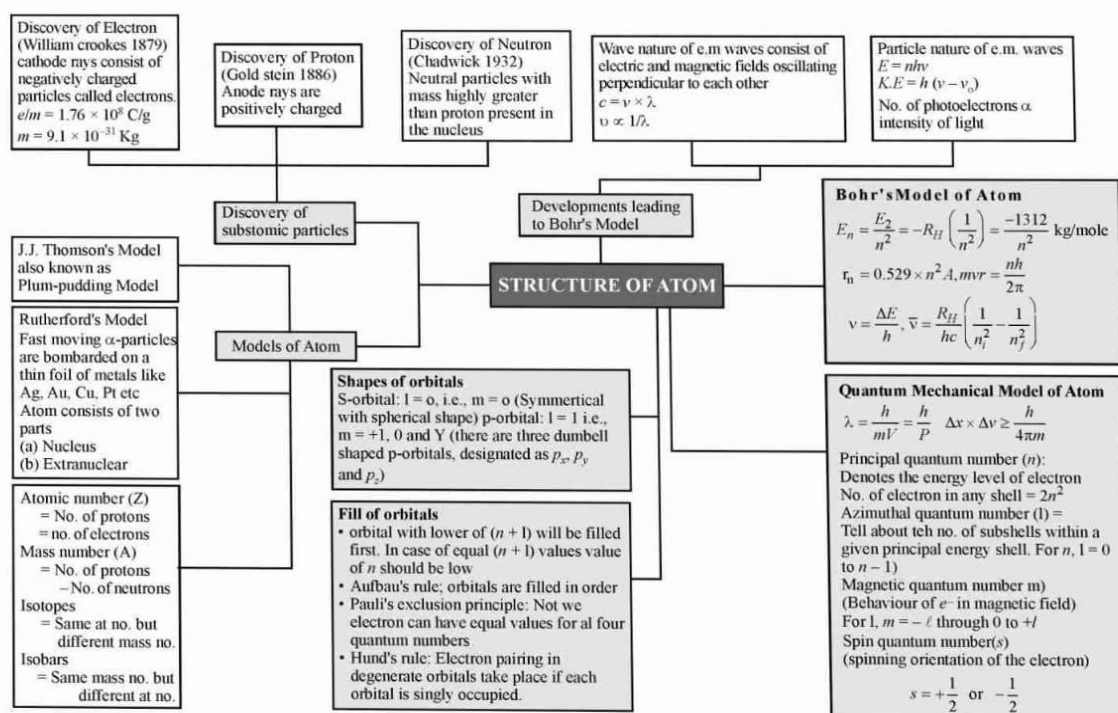 Discovery of Electron
(William crookes 1879)
cathode rays consist of
negatively charged
particles called electrons.
e/m = 1.76 × 10⁸ C/g
m = 9.1 × 10⁻³¹ Kg
Discovery of Proton
(Gold stein 1886)
Anode rays are
positively charged
Discovery of Neutron
(Chadwick 1932)
Neutral particles with
mass highly greater
than proton present in
the nucleus
Wave nature of e.m waves consist of
electric and magnetic fields oscillating
perpendicular to each other
c = ν × λ
υ ∝ 1/λ
Particle nature of e.m. waves
E = nhν
K.E = h (ν – ν₀)
No. of photoelectrons α
intensity of light
Discovery of
substomic particles
Developments leading
to Bohr's Model
STRUCTURE OF ATOM
J.J. Thomson's Model
also known as
Plum-pudding Model
Rutherford's Model
Fast moving α-particles
are bombarded on a
thin foil of metals like
Ag, Au, Cu, Pt etc
Atom consists of two
parts
(a) Nucleus
(b) Extranuclear
Models of Atom
Atomic number (Z)
= No. of protons
= no. of electrons
Mass number (A)
= No. of protons
– No. of neutrons
Isotopes
= Same at no. but
different mass no.
Isobars
= Same mass no. but
different at no.
Shapes of orbitals
S-orbital: l = o, i.e., m = o (Symmertical
with spherical shape) p-orbital: l = 1 i.e.,
m = +1, 0 and Y (there are three dumbell
shaped p-orbitals, designated as pₓ, p_y
and p_z)
Fill of orbitals
• orbital with lower of (n + l) will be filled
first. In case of equal (n + l) values value
of n should be low
• Aufbau's rule; orbitals are filled in order
• Pauli's exclusion principle: Not we
electron can have equal values for al four
quantum numbers
• Hund's rule: Electron pairing in
degenerate orbitals take place if each
orbital is singly occupied.
Bohr's Model of Atom
Eₙ = E₂/n² = –R_H (1/n²) = –1312/n² kg/mole
rₙ = 0.529 × n² A, mvr = nh/2π
ν = ΔE/h, ν̅ = R_H/hc (1/nᵢ² – 1/n_f²)
Quantum Mechanical Model of Atom
λ = h/mV = h/P Δx × Δv ≥ h/4πm
Principal quantum number (n):
Denotes the energy level of electron
No. of electron in any shell = 2n²
Azimuthal quantum number (l) =
Tell about teh no. of subshells within a
given principal energy shell. For n, l = 0
to n – 1)
Magnetic quantum number m)
(Behaviour of e⁻ in magnetic field)
For l, m = – ℓ through 0 to +l
Spin quantum number(s)
(spinning orientation of the electron)
s = + 1/2 or – 1/2